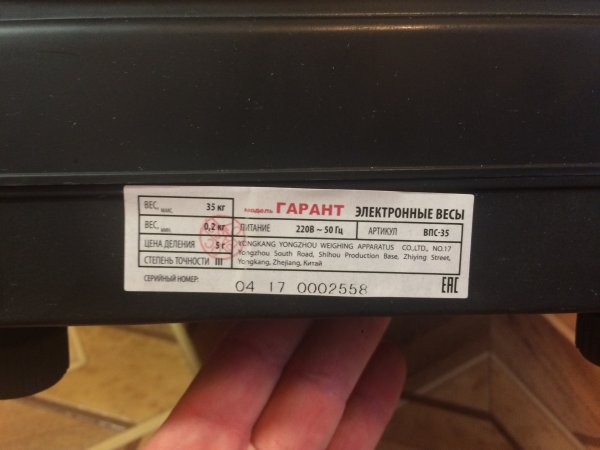 ВЕС, МАКС. 35 кг
ВЕС, МИН. 0,2 кг
ЦЕНА ДЕЛЕНИЯ 5 г
СТЕПЕНЬ ТОЧНОСТИ III
модель ГАРАНТ ЭЛЕКТРОННЫЕ ВЕСЫ
ПИТАНИЕ 220В ~ 50 Гц АРТИКУЛ ВПС-35
YONGKANG YONGZHOU WEIGHING APPARATUS CO.,LTD., NO.17
Yongzhou South Road, Shihou Production Base, Zhiying Street,
Yongkang, Zhejiang, Китай
СЕРИЙНЫЙ НОМЕР: 04 17 0002558 EAC